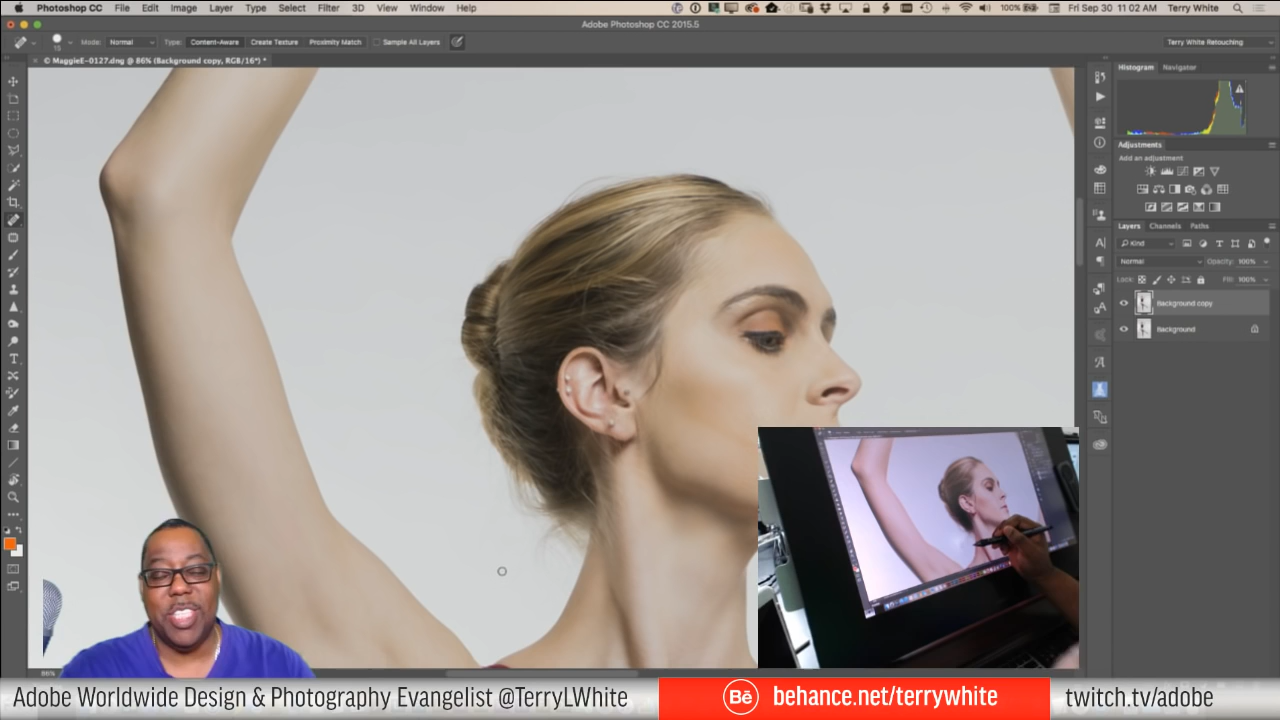 Photoshop CC File Edit Image Layer Type Select Filter 3D View Window Help 100% Fri Sep 30 11:02 AM Terry White
Adobe Photoshop CC 2015.5
15 Mode: Normal Type: Content-Aware Create Texture Proximity Match Sample All Layers Terry White Retouching
© MaggieE-0127.dng @ 86% (Background copy, RGB/16*) *
Histogram Navigator
Adjustments
Add an adjustment
Layers Channels Paths
Kind
Normal Opacity: 100%
Lock: Fill: 100%
Background copy
Background
86%
Adobe Worldwide Design & Photography Evangelist @TerryLWhite
Bē behance.net/terrywhite
twitch.tv/adobe